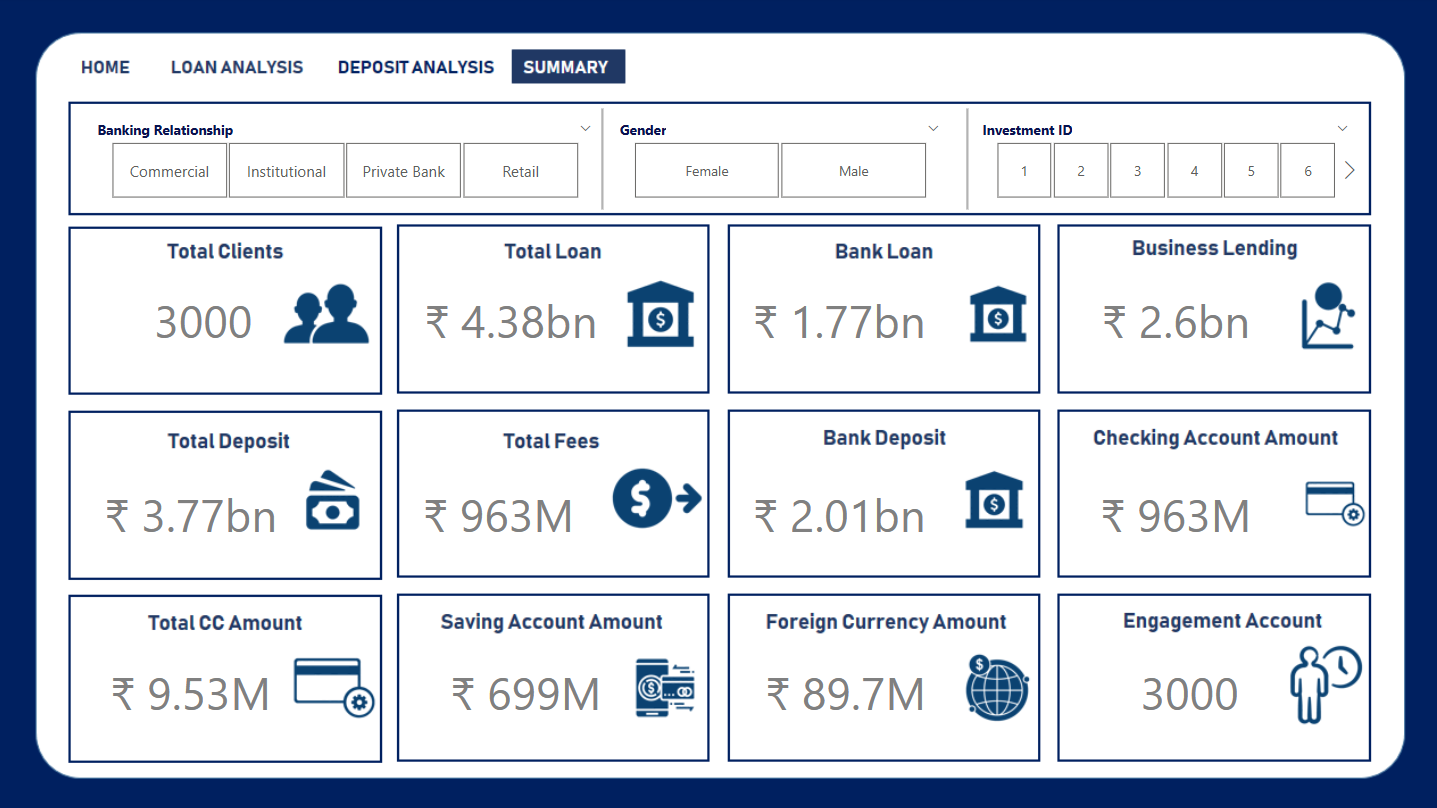 HOME LOAN ANALYSIS DEPOSIT ANALYSIS SUMMARY
Banking Relationship Gender Investment ID
Commercial Institutional Private Bank Retail Female Male 1 2 3 4 5 6
Total Clients Total Loan Bank Loan Business Lending
3000 ₹ 4.38bn ₹ 1.77bn ₹ 2.6bn
Total Deposit Total Fees Bank Deposit Checking Account Amount
₹ 3.77bn ₹ 963M ₹ 2.01bn ₹ 963M
Total CC Amount Saving Account Amount Foreign Currency Amount Engagement Account
₹ 9.53M ₹ 699M ₹ 89.7M 3000